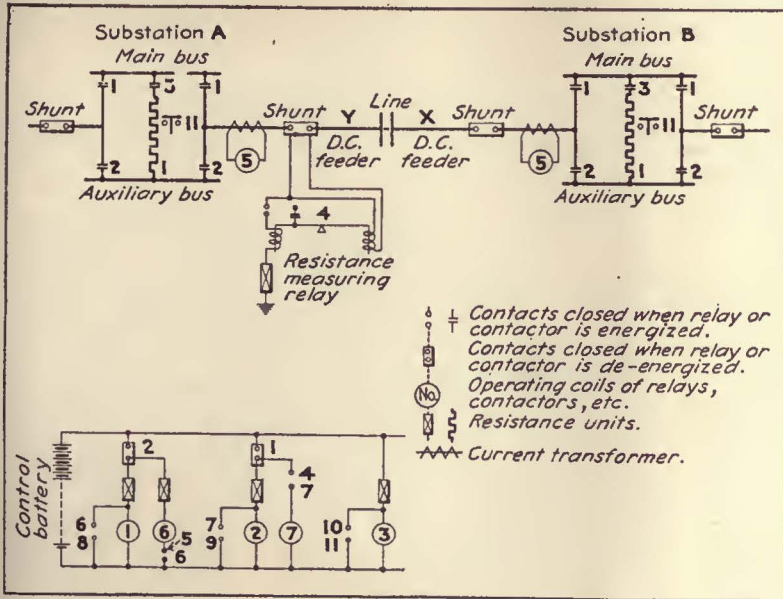 Substation A
Main bus
1 3 1
Shunt
11
2 1 2
Auxiliary bus
5
Shunt
Y
Line
X
D.C.
feeder
D.C.
feeder
Shunt
5
Substation B
Main bus
1 3 1
11
Shunt
2 1 2
Auxiliary bus
4
Resistance
measuring
relay
Contacts closed when relay or
contactor is energized.
Contacts closed when relay or
contactor is de-energized.
No.
Operating coils of relays,
contactors, etc.
Resistance units.
Current transformer.
Control
battery
2
6
8
1
6
5
6
1
7
9
2
4
7
7
10
11
3